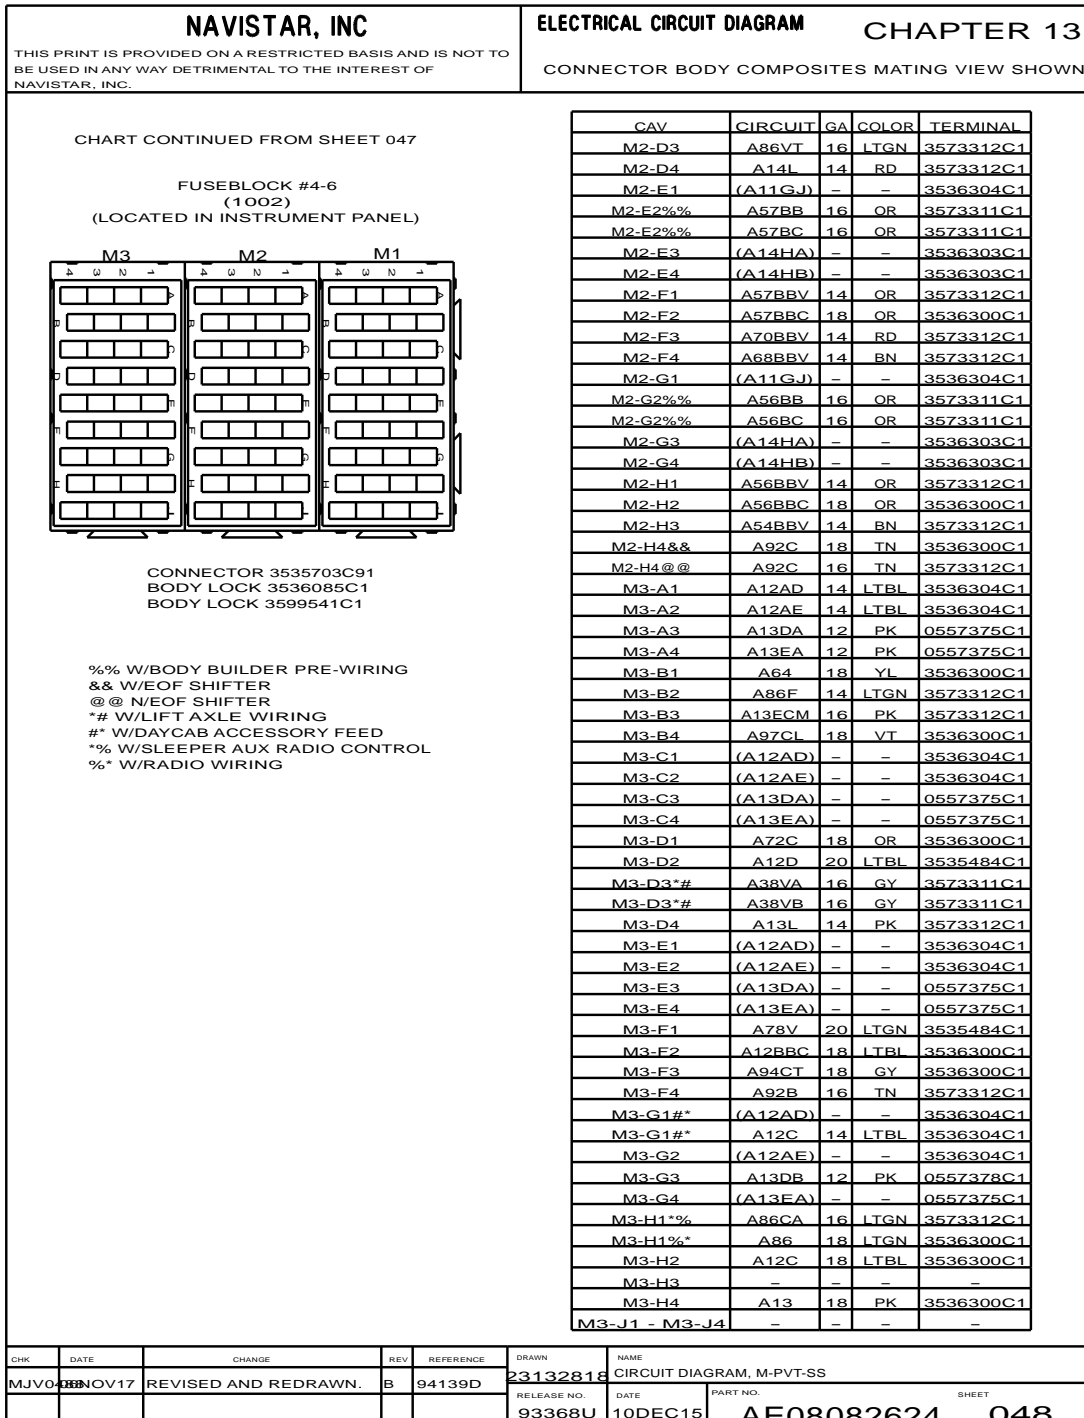 NAVISTAR, INC
THIS PRINT IS PROVIDED ON A RESTRICTED BASIS AND IS NOT TO
BE USED IN ANY WAY DETRIMENTAL TO THE INTEREST OF
NAVISTAR, INC.
ELECTRICAL CIRCUIT DIAGRAM CHAPTER 13
CONNECTOR BODY COMPOSITES MATING VIEW SHOWN
CHART CONTINUED FROM SHEET 047
FUSEBLOCK #4-6
(1002)
(LOCATED IN INSTRUMENT PANEL)
M3 M2 M1
4 3 2 1 4 3 2 1 4 3 2 1
A A A
B B B
C C C
D D D
E E E
F F F
G G G
H H H
CONNECTOR 3535703C91
BODY LOCK 3536085C1
BODY LOCK 3599541C1
%% W/BODY BUILDER PRE-WIRING
&& W/EOF SHIFTER
@@ N/EOF SHIFTER
*# W/LIFT AXLE WIRING
#* W/DAYCAB ACCESSORY FEED
*% W/SLEEPER AUX RADIO CONTROL
%* W/RADIO WIRING
CAV CIRCUIT GA COLOR TERMINAL
M2-D3 A86VT 16 LTGN 3573312C1
M2-D4 A14L 14 RD 3573312C1
M2-E1 (A11GJ) – – 3536304C1
M2-E2%% A57BB 16 OR 3573311C1
M2-E2%% A57BC 16 OR 3573311C1
M2-E3 (A14HA) – – 3536303C1
M2-E4 (A14HB) – – 3536303C1
M2-F1 A57BBV 14 OR 3573312C1
M2-F2 A57BBC 18 OR 3536300C1
M2-F3 A70BBV 14 RD 3573312C1
M2-F4 A68BBV 14 BN 3573312C1
M2-G1 (A11GJ) – – 3536304C1
M2-G2%% A56BB 16 OR 3573311C1
M2-G2%% A56BC 16 OR 3573311C1
M2-G3 (A14HA) – – 3536303C1
M2-G4 (A14HB) – – 3536303C1
M2-H1 A56BBV 14 OR 3573312C1
M2-H2 A56BBC 18 OR 3536300C1
M2-H3 A54BBV 14 BN 3573312C1
M2-H4&& A92C 18 TN 3536300C1
M2-H4@@ A92C 16 TN 3573312C1
M3-A1 A12AD 14 LTBL 3536304C1
M3-A2 A12AE 14 LTBL 3536304C1
M3-A3 A13DA 12 PK 0557375C1
M3-A4 A13EA 12 PK 0557375C1
M3-B1 A64 18 YL 3536300C1
M3-B2 A86F 14 LTGN 3573312C1
M3-B3 A13ECM 16 PK 3573312C1
M3-B4 A97CL 18 VT 3536300C1
M3-C1 (A12AD) – – 3536304C1
M3-C2 (A12AE) – – 3536304C1
M3-C3 (A13DA) – – 0557375C1
M3-C4 (A13EA) – – 0557375C1
M3-D1 A72C 18 OR 3536300C1
M3-D2 A12D 20 LTBL 3535484C1
M3-D3*# A38VA 16 GY 3573311C1
M3-D3*# A38VB 16 GY 3573311C1
M3-D4 A13L 14 PK 3573312C1
M3-E1 (A12AD) – – 3536304C1
M3-E2 (A12AE) – – 3536304C1
M3-E3 (A13DA) – – 0557375C1
M3-E4 (A13EA) – – 0557375C1
M3-F1 A78V 20 LTGN 3535484C1
M3-F2 A12BBC 18 LTBL 3536300C1
M3-F3 A94CT 18 GY 3536300C1
M3-F4 A92B 16 TN 3573312C1
M3-G1#* (A12AD) – – 3536304C1
M3-G1#* A12C 14 LTBL 3536304C1
M3-G2 (A12AE) – – 3536304C1
M3-G3 A13DB 12 PK 0557378C1
M3-G4 (A13EA) – – 0557375C1
M3-H1*% A86CA 16 LTGN 3573312C1
M3-H1%* A86 18 LTGN 3536300C1
M3-H2 A12C 18 LTBL 3536300C1
M3-H3 – – – –
M3-H4 A13 18 PK 3536300C1
M3-J1 - M3-J4 – – – –
CHK DATE CHANGE REV REFERENCE DRAWN NAME
NOV17 REVISED AND REDRAWN. B 94139D 23132818 CIRCUIT DIAGRAM, M-PVT-SS
RELEASE NO. DATE PART NO. SHEET
93368U 10DEC15 AE08082624 048